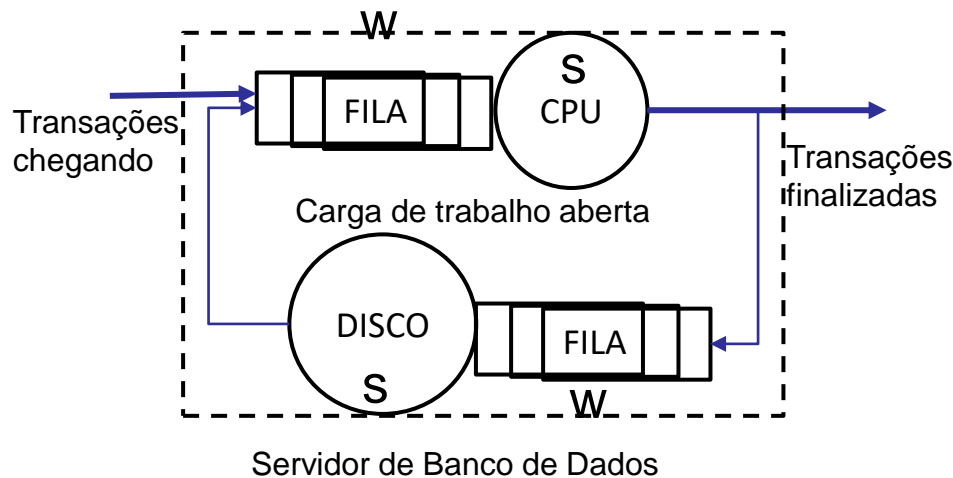 W
S
FILA
CPU
Transações
chegando
Transações
finalizadas
Carga de trabalho aberta
DISCO
FILA
S
W
Servidor de Banco de Dados